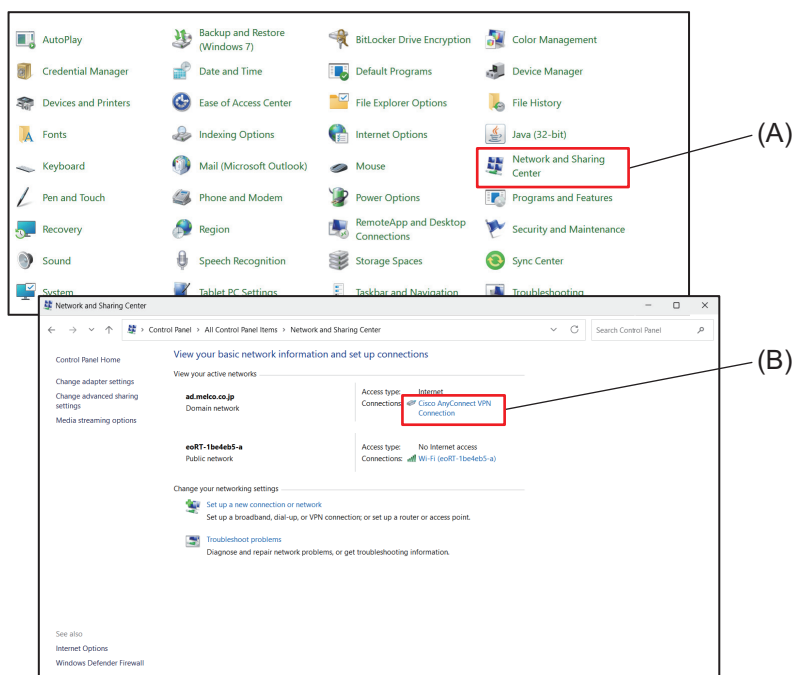 AutoPlay
Backup and Restore
(Windows 7)
BitLocker Drive Encryption
Color Management
Credential Manager
Date and Time
Default Programs
Device Manager
Devices and Printers
Ease of Access Center
File Explorer Options
File History
Fonts
Indexing Options
Internet Options
Java (32-bit)
(A)
Keyboard
Mail (Microsoft Outlook)
Mouse
Network and Sharing
Center
Pen and Touch
Phone and Modem
Power Options
Programs and Features
Recovery
Region
RemoteApp and Desktop
Connections
Security and Maintenance
Sound
Speech Recognition
Storage Spaces
Sync Center
System
Tablet PC Settings
Taskbar and Navigation
Troubleshooting
Network and Sharing Center
Control Panel > All Control Panel Items > Network and Sharing Center
Search Control Panel
Control Panel Home
Change adapter settings
Change advanced sharing
settings
Media streaming options
View your basic network information and set up connections
View your active networks
ad.melco.co.jp
Domain network
Access type: Internet
Connections: Cisco AnyConnect VPN
Connection
(B)
eoRT-1be4eb5-a
Public network
Access type: No Internet access
Connections: Wi-Fi (eoRT-1be4eb5-a)
Change your networking settings
Set up a new connection or network
Set up a broadband, dial-up, or VPN connection; or set up a router or access point.
Troubleshoot problems
Diagnose and repair network problems, or get troubleshooting information.
See also
Internet Options
Windows Defender Firewall